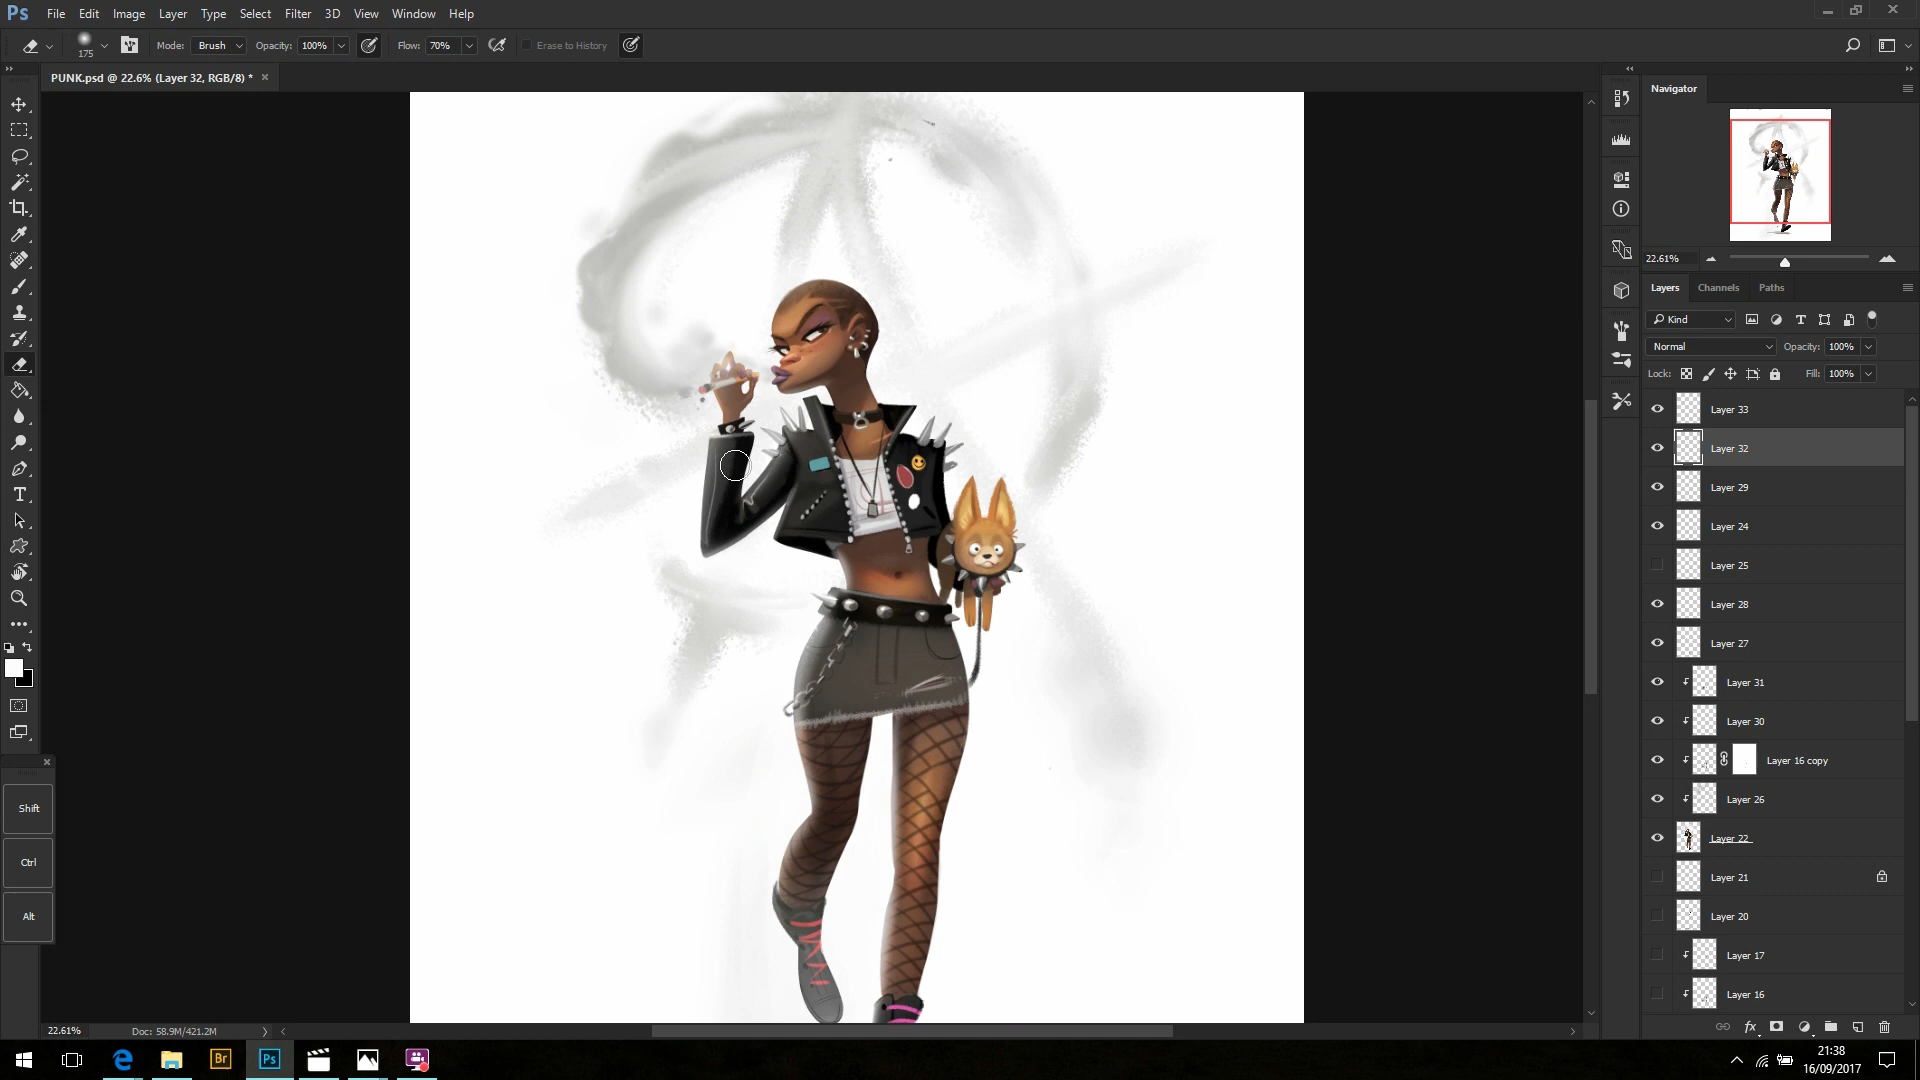 Ps File Edit Image Layer Type Select Filter 3D View Window Help
175 Mode: Brush Opacity: 100% Flow: 70% Erase to History
PUNK.psd @ 22.6% (Layer 32, RGB/8) * ×
Navigator
22.61%
Layers Channels Paths
Kind
Normal Opacity: 100%
Lock: Fill: 100%
Layer 33
Layer 32
Layer 29
Layer 24
Layer 25
Layer 28
Layer 27
Layer 31
Layer 30
Layer 16 copy
Layer 26
Layer 22
Layer 21
Layer 20
Layer 17
Layer 16
Shift
Ctrl
Alt
22.61% Doc: 58.9M/421.2M
fx
Br Ps
21:38
16/09/2017